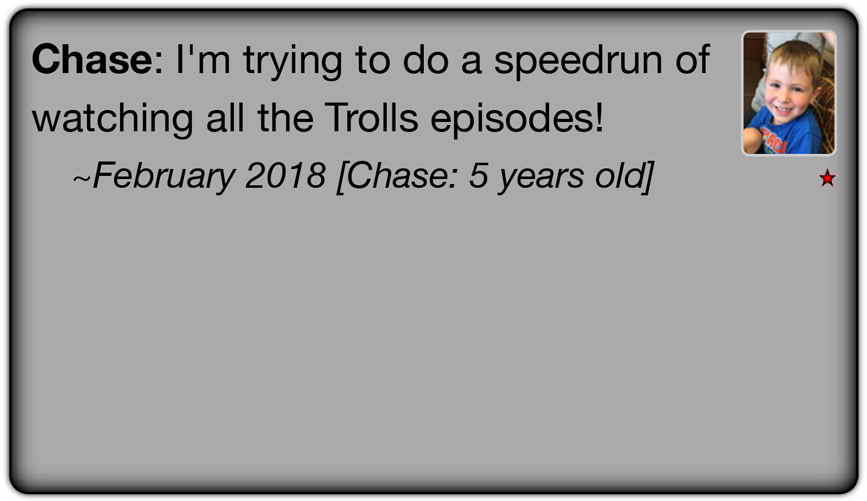 Chase: I'm trying to do a speedrun of
watching all the Trolls episodes!
~February 2018 [Chase: 5 years old]